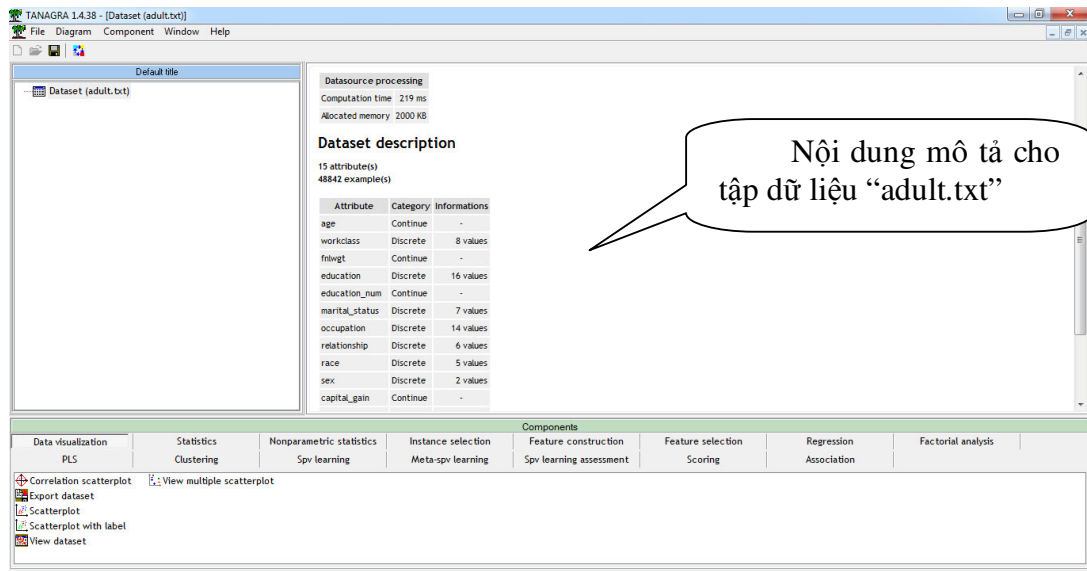 TANAGRA 1.4.38 - [Dataset (adult.txt)]
File Diagram Component Window Help
Default title
Dataset (adult.txt)
Datasource processing
Computation time 219 ms
Allocated memory 2000 KB
Dataset description
15 attribute(s)
48842 example(s)
Attribute Category Informations
age Continue -
workclass Discrete 8 values
fnlwgt Continue -
education Discrete 16 values
education_num Continue -
marital_status Discrete 7 values
occupation Discrete 14 values
relationship Discrete 6 values
race Discrete 5 values
sex Discrete 2 values
capital_gain Continue -
Nội dung mô tả cho
tập dữ liệu “adult.txt”
Components
Data visualization Statistics Nonparametric statistics Instance selection Feature construction Feature selection Regression Factorial analysis
PLS Clustering Spv learning Meta-spv learning Spv learning assessment Scoring Association
Correlation scatterplot View multiple scatterplot
Export dataset
Scatterplot
Scatterplot with label
View dataset